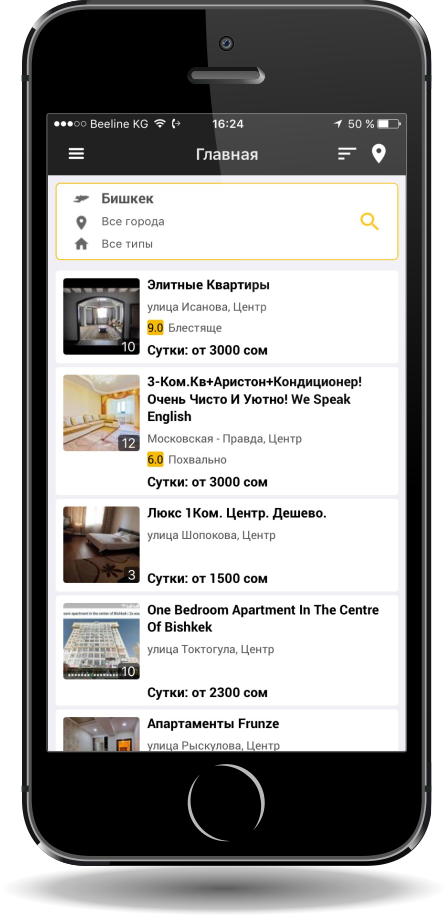 Beeline KG 16:24 50 %
Главная
Бишкек
Все города
Все типы
Элитные Квартиры
улица Исанова, Центр
9.0 Блестяще
10
Сутки: от 3000 сом
3-Ком.Кв+Аристон+Кондиционер!
Очень Чисто И Уютно! We Speak
English
Московская - Правда, Центр
12
6.0 Похвально
Сутки: от 3000 сом
Люкс 1Ком. Центр. Дешево.
улица Шопокова, Центр
3
Сутки: от 1500 сом
One Bedroom Apartment In The Centre
Of Bishkek
улица Токтогула, Центр
10
Сутки: от 2300 сом
Апартаменты Frunze
улица Рыскулова, Центр